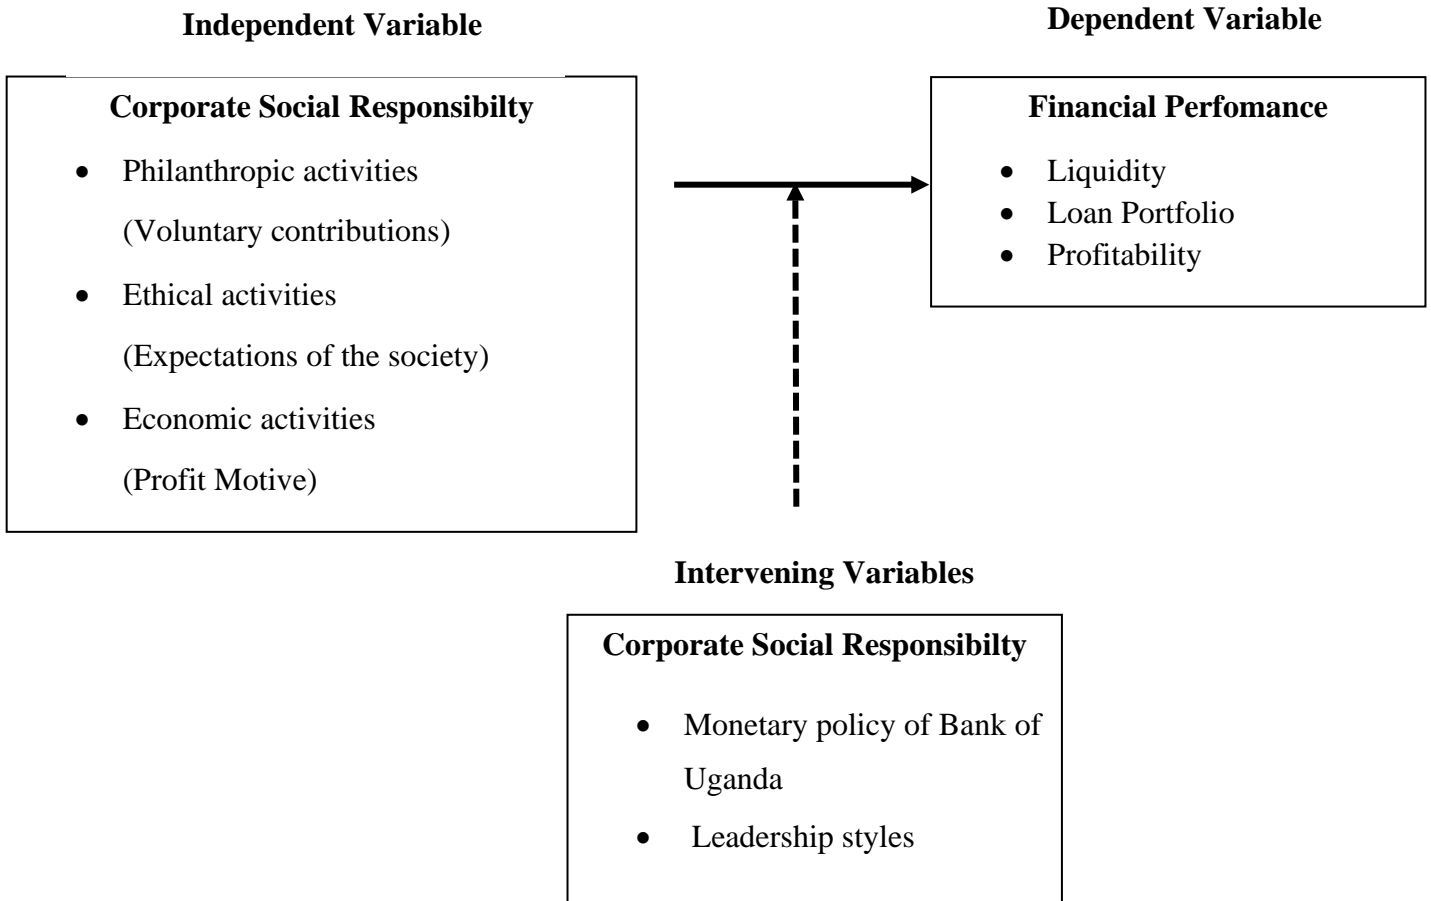 Independent Variable
Dependent Variable
Corporate Social Responsibilty
• Philanthropic activities
(Voluntary contributions)
• Ethical activities
(Expectations of the society)
• Economic activities
(Profit Motive)
Financial Perfomance
• Liquidity
• Loan Portfolio
• Profitability
Intervening Variables
Corporate Social Responsibilty
• Monetary policy of Bank of
Uganda
• Leadership styles